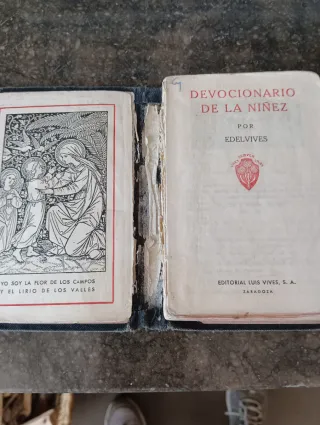 YO SOY LA FLOR DE LOS CAMPOS
Y EL LIRIO DE LOS VALLES
DEVOCIONARIO
DE LA NIÑEZ
POR
EDELVIVES
EDITORIAL LUIS VIVES, S. A.
ZARAGOZA